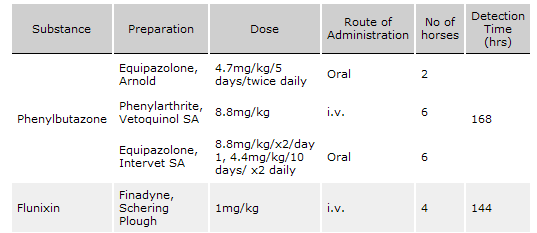 Substance Preparation Dose Route of Administration No of horses Detection Time (hrs)
Phenylbutazone
Equipazolone, Arnold 4.7mg/kg/5 days/twice daily Oral 2
Phenylarthrite, Vetoquinol SA 8.8mg/kg i.v. 6
168
Equipazolone, Intervet SA 8.8mg/kg/x2/day 1, 4.4mg/kg/10 days/ x2 daily Oral 6
Flunixin Finadyne, Schering Plough 1mg/kg i.v. 4 144